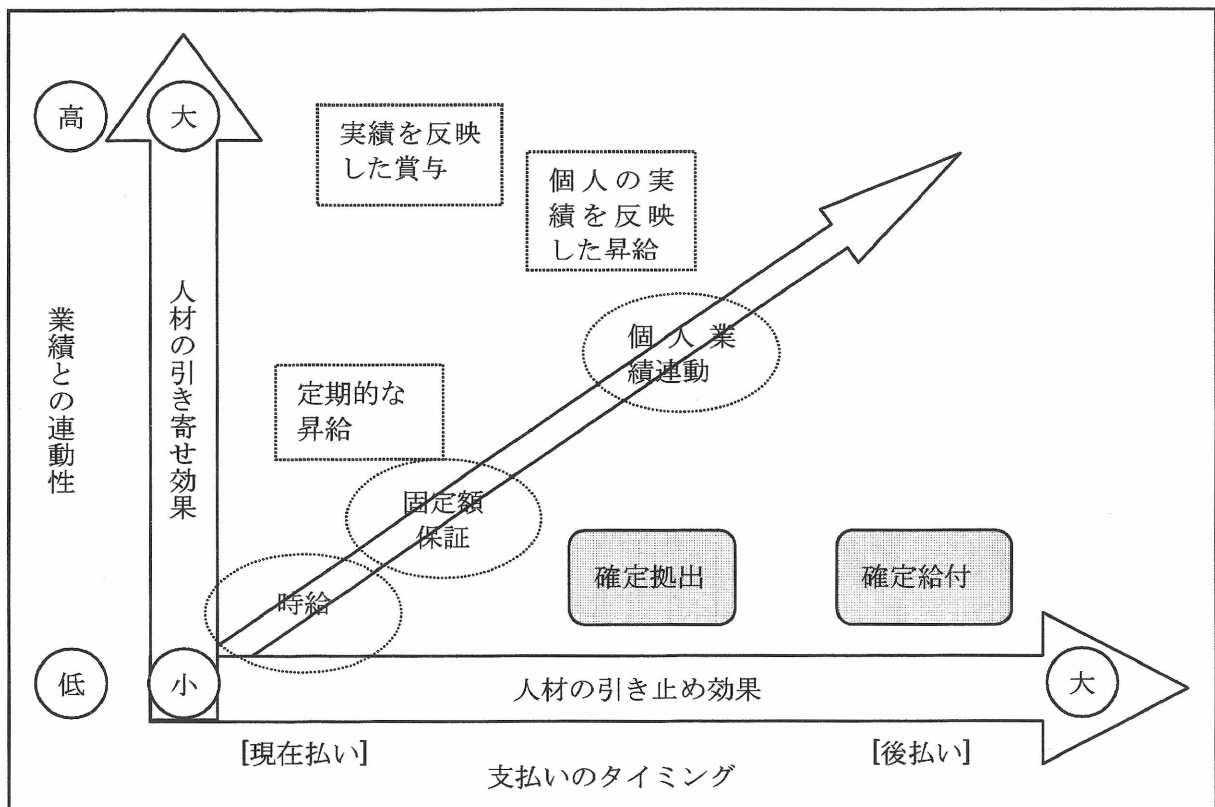 高
大
実績を反映
した賞与
個人の実
績を反映
した昇給
業績との連動性
人材の引き寄せ効果
個人業
績連動
定期的な
昇給
固定額
保証
時給
確定拠出
確定給付
低
小
人材の引き止め効果
大
[現在払い]
[後払い]
支払いのタイミング